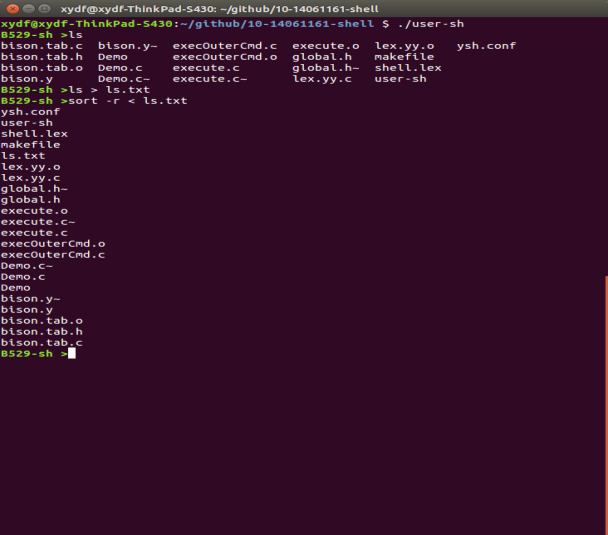 xydf@xydf-ThinkPad-S430: ~/github/10-14061161-shell
xydf@xydf-ThinkPad-S430:~/github/10-14061161-shell $ ./user-sh
B529-sh >ls
bison.tab.c  bison.y~  execOuterCmd.c  execute.o  lex.yy.o  ysh.conf
bison.tab.h  Demo      execOuterCmd.o  global.h   makefile
bison.tab.o  Demo.c    execute.c       global.h~  shell.lex
bison.y      Demo.c~   execute.c~      lex.yy.c   user-sh
B529-sh >ls > ls.txt
B529-sh >sort -r < ls.txt
ysh.conf
user-sh
shell.lex
makefile
ls.txt
lex.yy.o
lex.yy.c
global.h~
global.h
execute.o
execute.c~
execute.c
execOuterCmd.o
execOuterCmd.c
Demo.c~
Demo.c
Demo
bison.y~
bison.y
bison.tab.o
bison.tab.h
bison.tab.c
B529-sh >